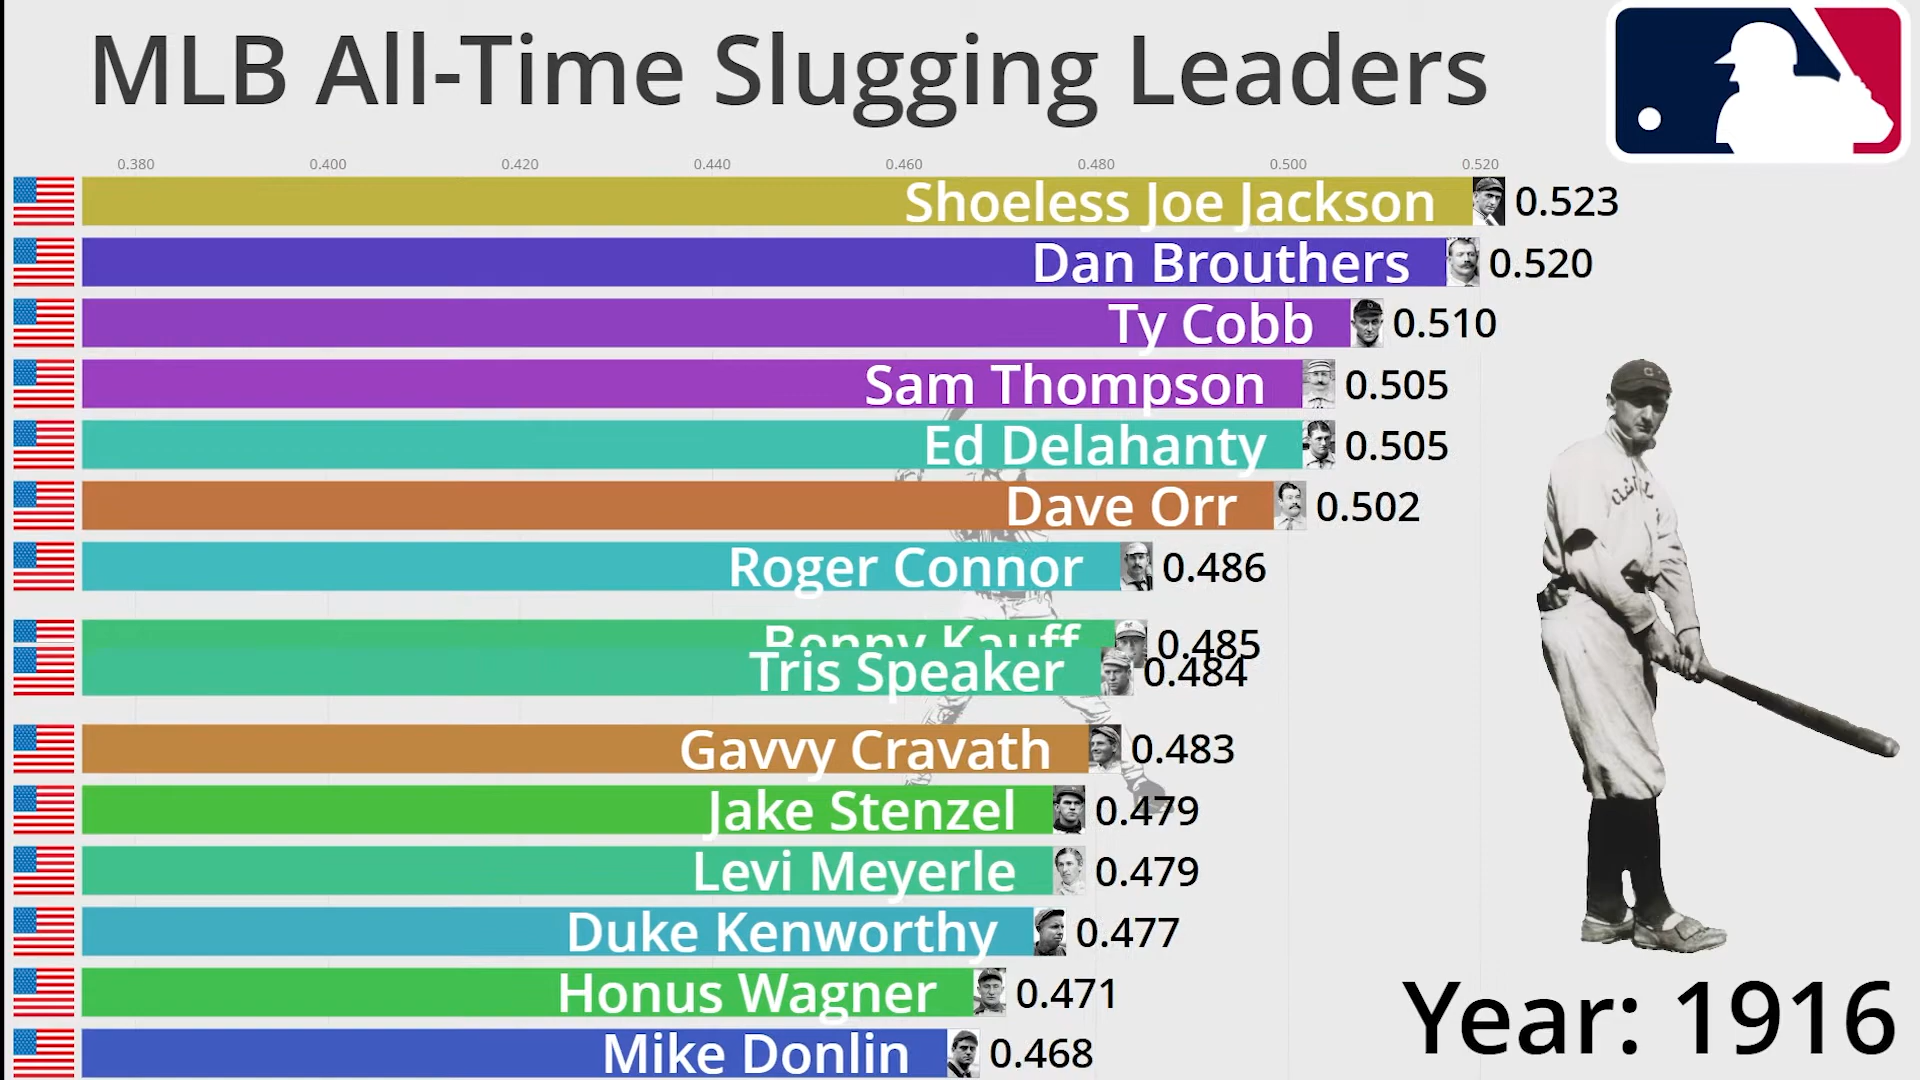 MLB All-Time Slugging Leaders
0.380 0.400 0.420 0.440 0.460 0.480 0.500 0.520
Shoeless Joe Jackson 0.523
Dan Brouthers 0.520
Ty Cobb 0.510
Sam Thompson 0.505
Ed Delahanty 0.505
Dave Orr 0.502
Roger Connor 0.486
Benny Kauff 0.485
Tris Speaker 0.484
Gavvy Cravath 0.483
Jake Stenzel 0.479
Levi Meyerle 0.479
Duke Kenworthy 0.477
Honus Wagner 0.471
Mike Donlin 0.468
Year: 1916